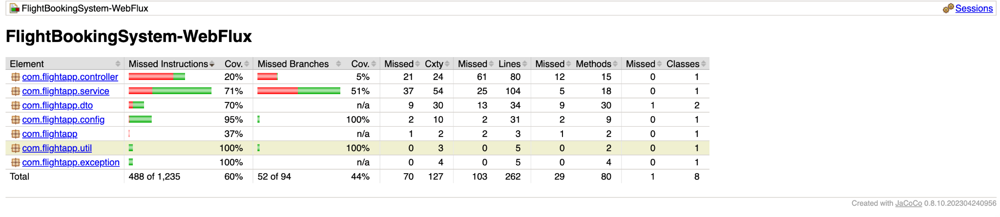 FlightBookingSystem-WebFlux Sessions
FlightBookingSystem-WebFlux
Element Missed Instructions Cov. Missed Branches Cov. Missed Cxty Missed Lines Missed Methods Missed Classes
com.flightapp.controller 20% 5% 21 24 61 80 12 15 0 1
com.flightapp.service 71% 51% 37 54 25 104 5 18 0 1
com.flightapp.dto 70% n/a 9 30 13 34 9 30 1 2
com.flightapp.config 95% 100% 2 10 2 31 2 9 0 1
com.flightapp 37% n/a 1 2 2 3 1 2 0 1
com.flightapp.util 100% 100% 0 3 0 5 0 2 0 1
com.flightapp.exception 100% n/a 0 4 0 5 0 4 0 1
Total 488 of 1,235 60% 52 of 94 44% 70 127 103 262 29 80 1 8
Created with JaCoCo 0.8.10.202304240956